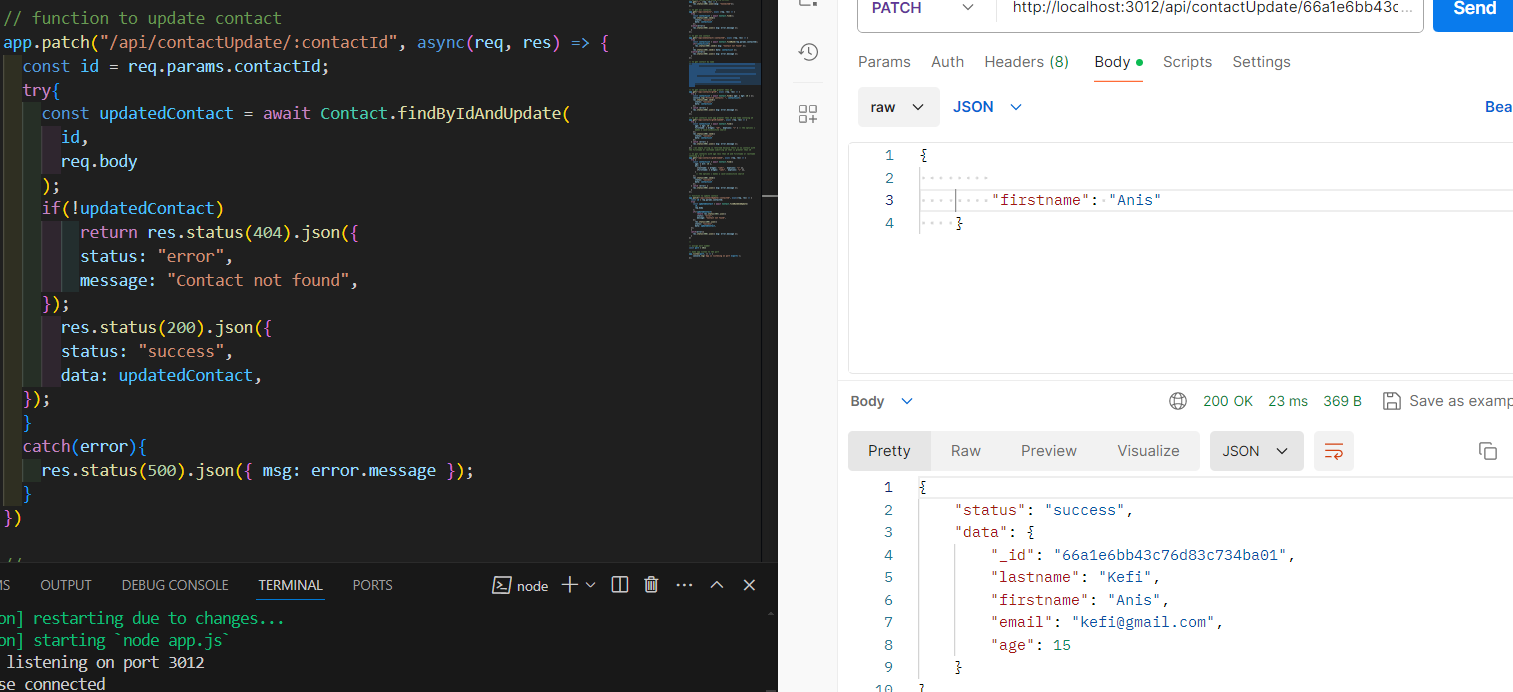 // function to update contact
app.patch("/api/contactUpdate/:contactId", async(req, res) => {
const id = req.params.contactId;
try{
const updatedContact = await Contact.findByIdAndUpdate(
id,
req.body
);
if(!updatedContact)
return res.status(404).json({
status: "error",
message: "Contact not found",
});
res.status(200).json({
status: "success",
data: updatedContact,
});
}
catch(error){
res.status(500).json({ msg: error.message });
}
})
//
MS OUTPUT DEBUG CONSOLE TERMINAL PORTS node
on] restarting due to changes...
on] starting `node app.js`
listening on port 3012
se connected
PATCH http://localhost:3012/api/contactUpdate/66a1e6bb43c... Send
Params Auth Headers (8) Body Scripts Settings
raw JSON Bea
1 {
2
3 "firstname": "Anis"
4 }
Body 200 OK 23 ms 369 B Save as examp
Pretty Raw Preview Visualize JSON
1 {
2 "status": "success",
3 "data": {
4 "_id": "66a1e6bb43c76d83c734ba01",
5 "lastname": "Kefi",
6 "firstname": "Anis",
7 "email": "kefi@gmail.com",
8 "age": 15
9 }
10 }